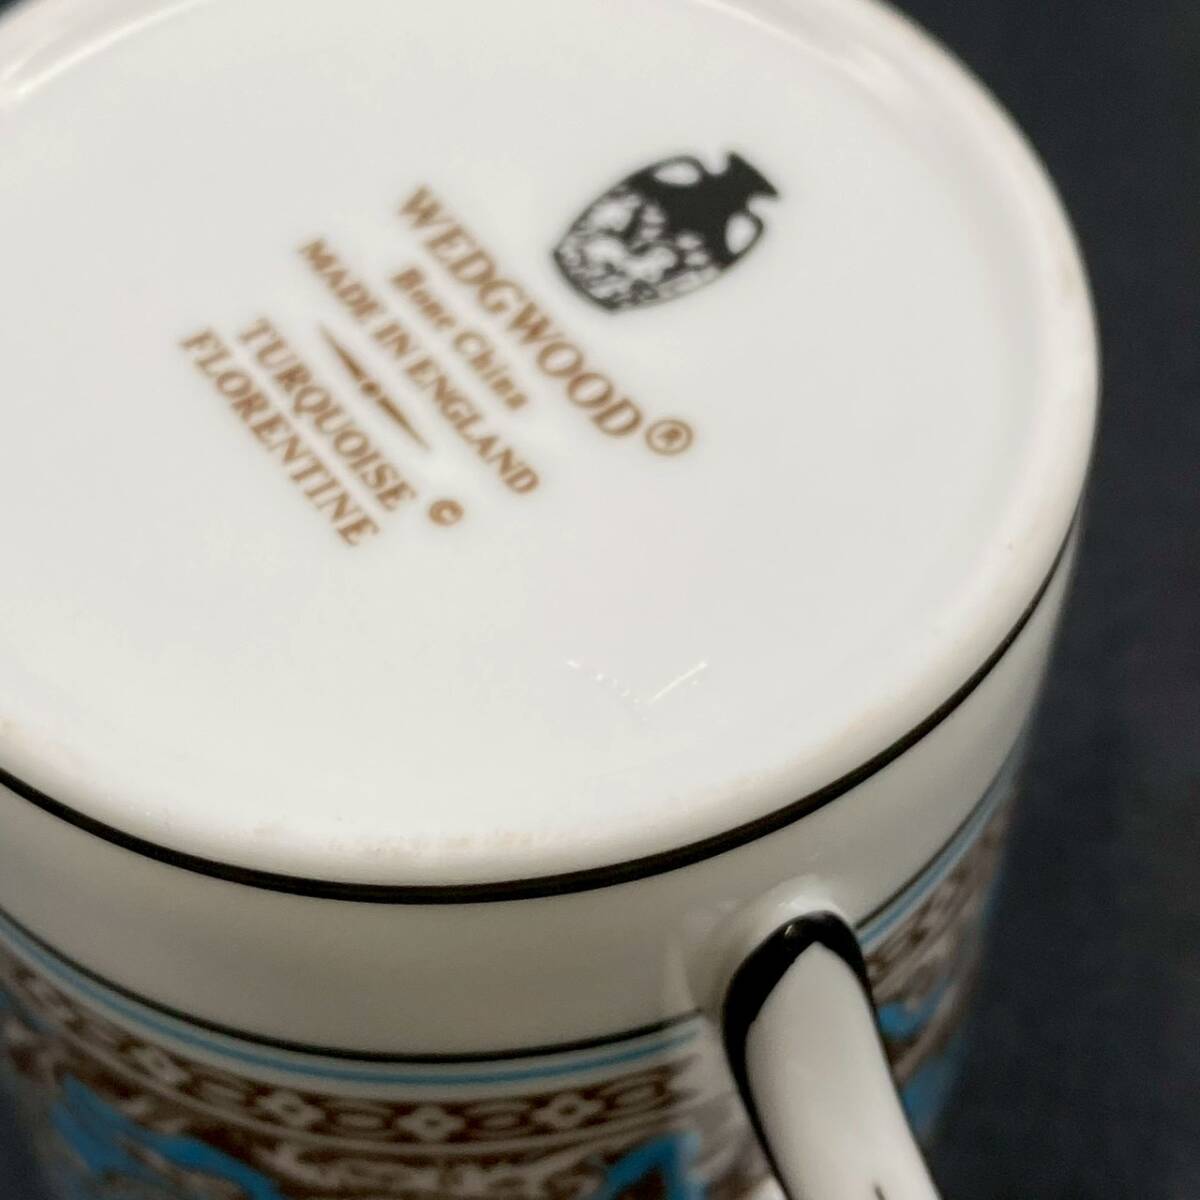 WEDGWOOD®
Bone China
MADE IN ENGLAND
TURQUOISE ©
FLORENTINE